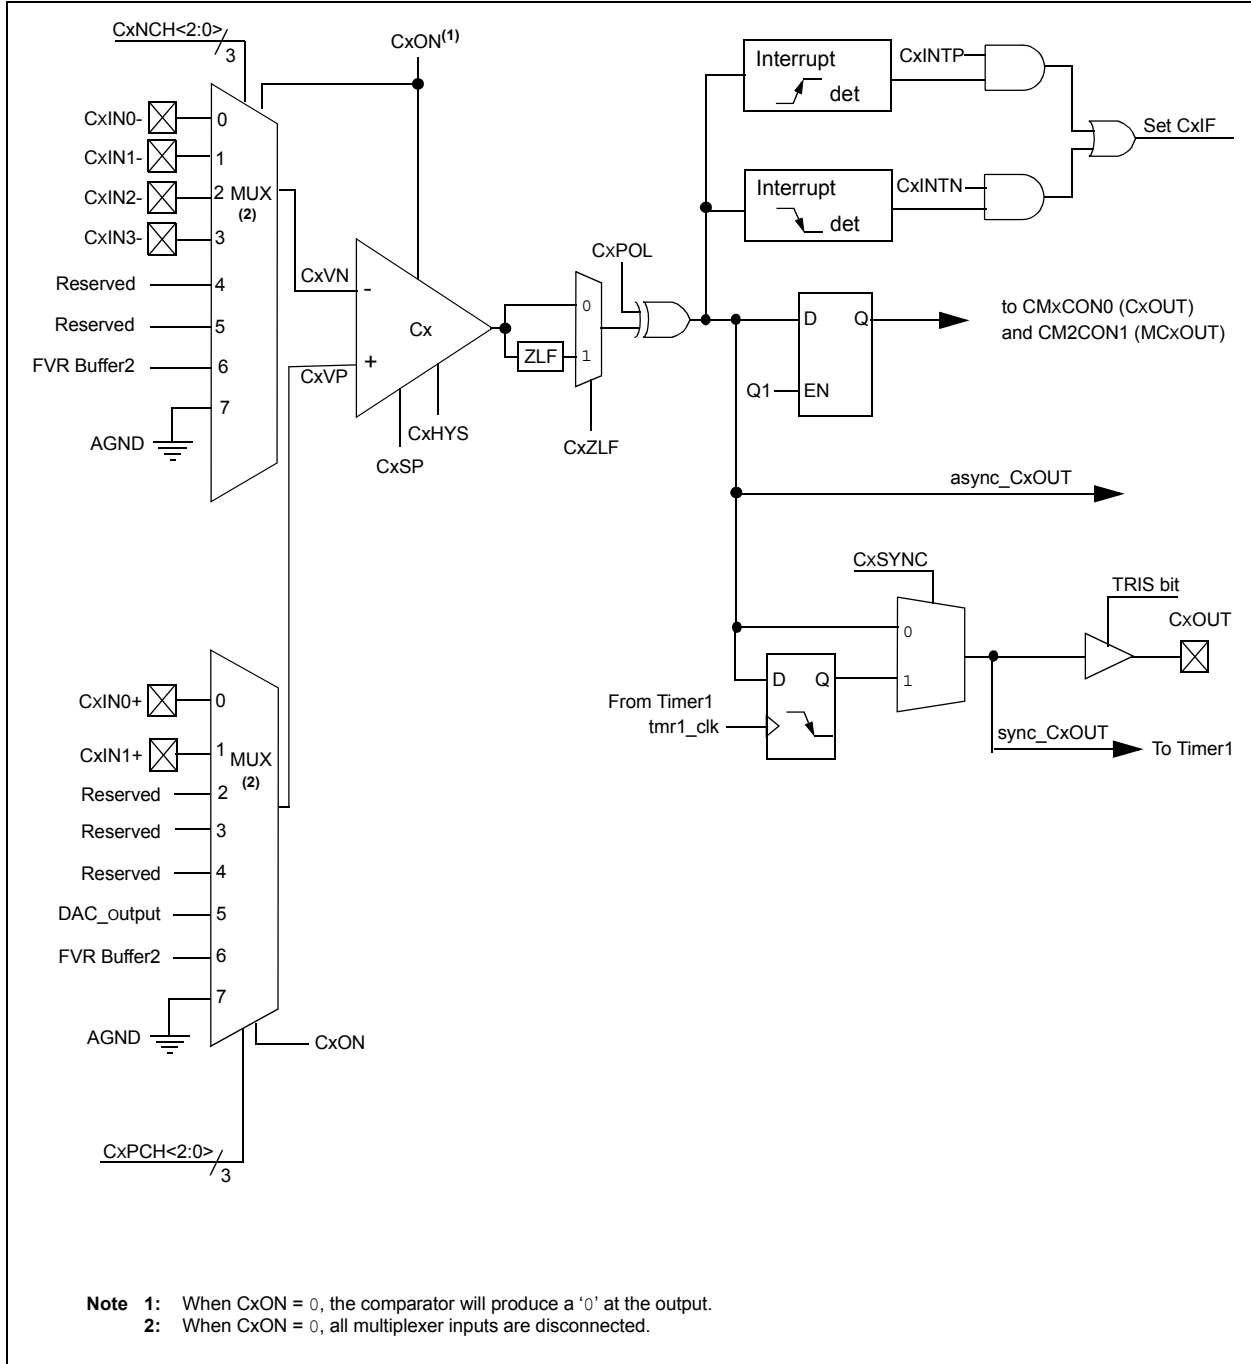 CxNCH<2:0>
3
CxON(1)
CxIN0-
0
CxIN1-
1
CxIN2-
2
MUX
(2)
CxIN3-
3
Reserved
4
Reserved
5
FVR Buffer2
6
7
AGND
CxVN
-
Cx
+
CxVP
CxHYS
CxSP
ZLF
0
1
CxZLF
CxPOL
Interrupt
det
CxINTP
Interrupt
det
CxINTN
Set CxIF
D
Q
Q1
EN
to CMxCON0 (CxOUT)
and CM2CON1 (MCxOUT)
async_CxOUT
CxSYNC
0
1
TRIS bit
CxOUT
D
Q
From Timer1
tmr1_clk
sync_CxOUT
To Timer1
CxIN0+
0
CxIN1+
1
MUX
(2)
Reserved
2
Reserved
3
Reserved
4
DAC_output
5
FVR Buffer2
6
7
AGND
CxON
CxPCH<2:0>
3
Note 1: When CxON = 0, the comparator will produce a ‘0’ at the output.
2: When CxON = 0, all multiplexer inputs are disconnected.